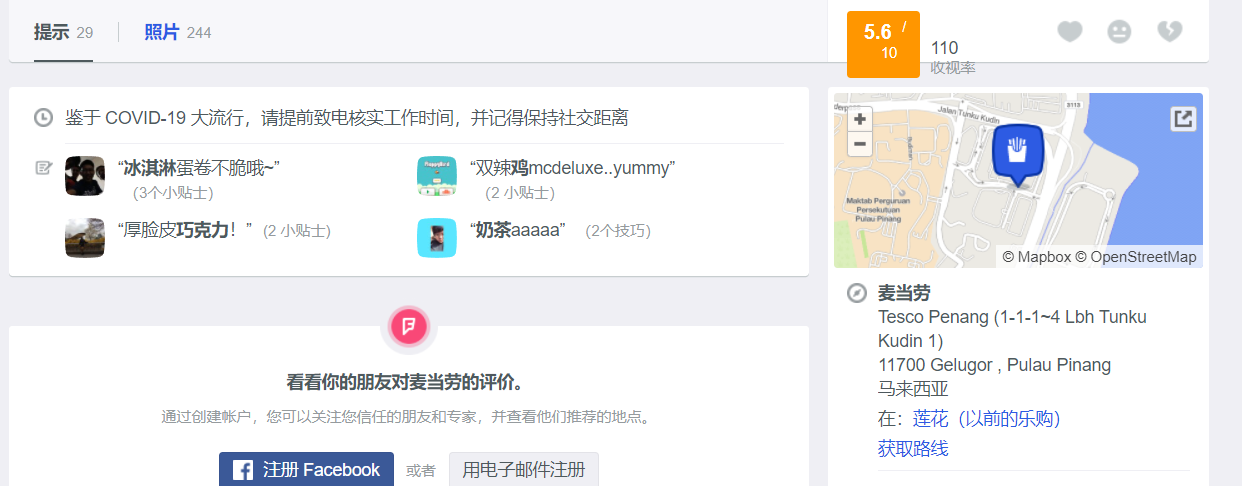 提示 29
照片 244
5.6 /
10
110
收视率
鉴于 COVID-19 大流行，请提前致电核实工作时间，并记得保持社交距离
“冰淇淋蛋卷不脆哦~”
(3个小贴士)
“双辣鸡mcdeluxe..yummy”
(2 小贴士)
“厚脸皮巧克力！” (2 小贴士)
“奶茶aaaaa” (2个技巧)
看看你的朋友对麦当劳的评价。
通过创建帐户，您可以关注您信任的朋友和专家，并查看他们推荐的地点。
注册 Facebook
或者
用电子邮件注册
+
−
3113
Jalan Tunku Kudin
Maktab Perguruan
Persekutuan
Pulau Pinang
© Mapbox © OpenStreetMap
麦当劳
Tesco Penang (1-1-1~4 Lbh Tunku
Kudin 1)
11700 Gelugor , Pulau Pinang
马来西亚
在：莲花（以前的乐购）
获取路线